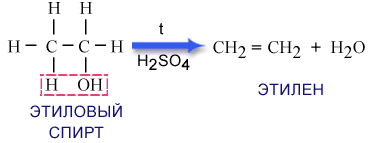 H H
H – C – C – H
H OH
t
H₂SO₄
CH₂ = CH₂ + H₂O
ЭТИЛОВЫЙ
СПИРТ
ЭТИЛЕН